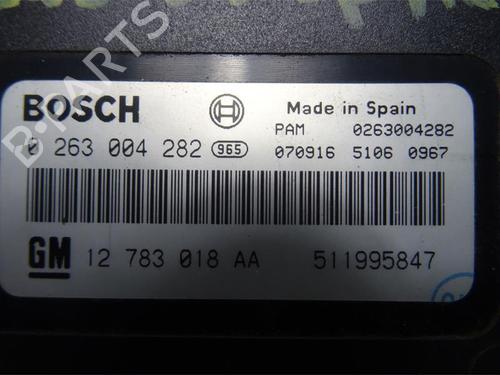 BOSCH
Made in Spain
PAM 0263004282
0 263 004 282 965
070916 5106 0967
GM 12 783 018 AA 511995847
B-PARTS